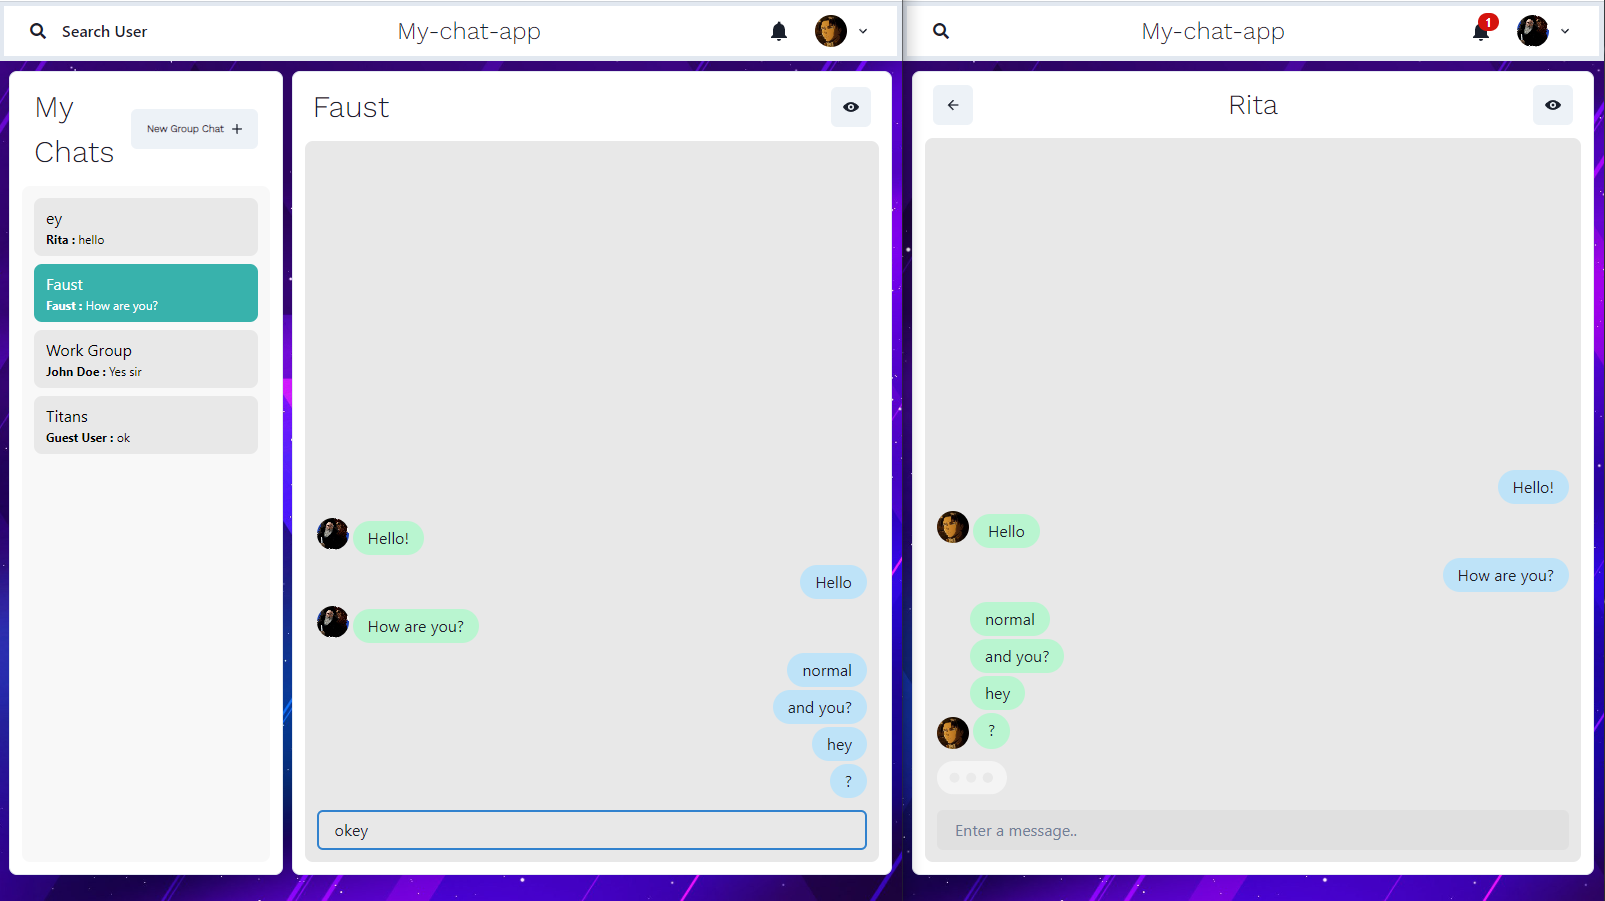 Search User
My-chat-app
My
Chats
New Group Chat +
ey
Rita : hello
Faust
Faust : How are you?
Work Group
John Doe : Yes sir
Titans
Guest User : ok
Faust
Hello!
Hello
How are you?
normal
and you?
hey
?
okey
My-chat-app
1
Rita
Hello!
Hello
How are you?
normal
and you?
hey
?
Enter a message..